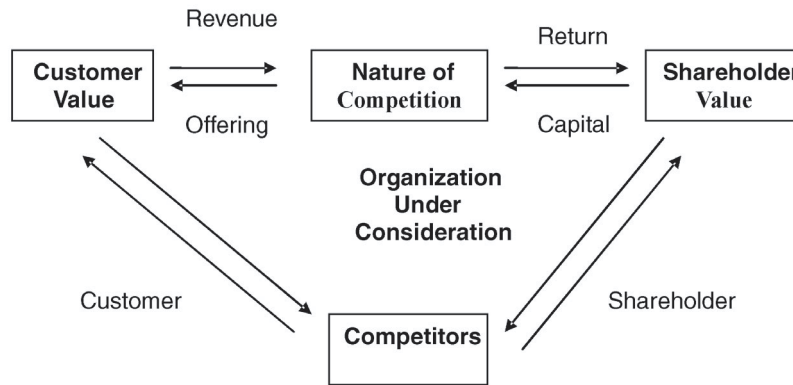 Revenue
Return
Customer
Value
Nature of
Competition
Shareholder
Value
Offering
Capital
Organization
Under
Consideration
Customer
Shareholder
Competitors